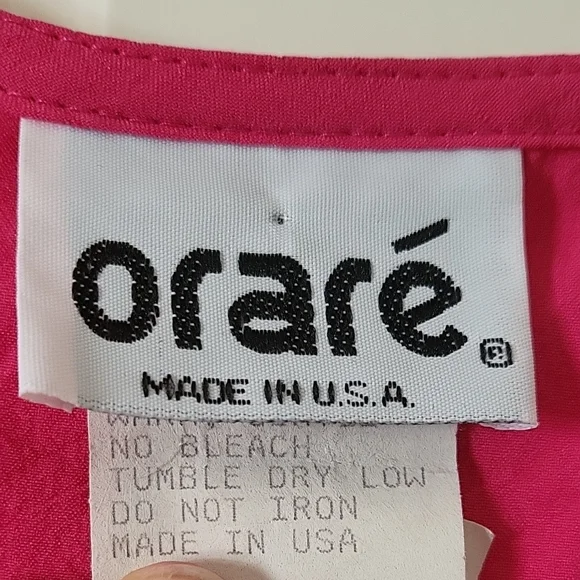 oraré ®
MADE IN U.S.A.
NO BLEACH
TUMBLE DRY LOW
DO NOT IRON
MADE IN USA